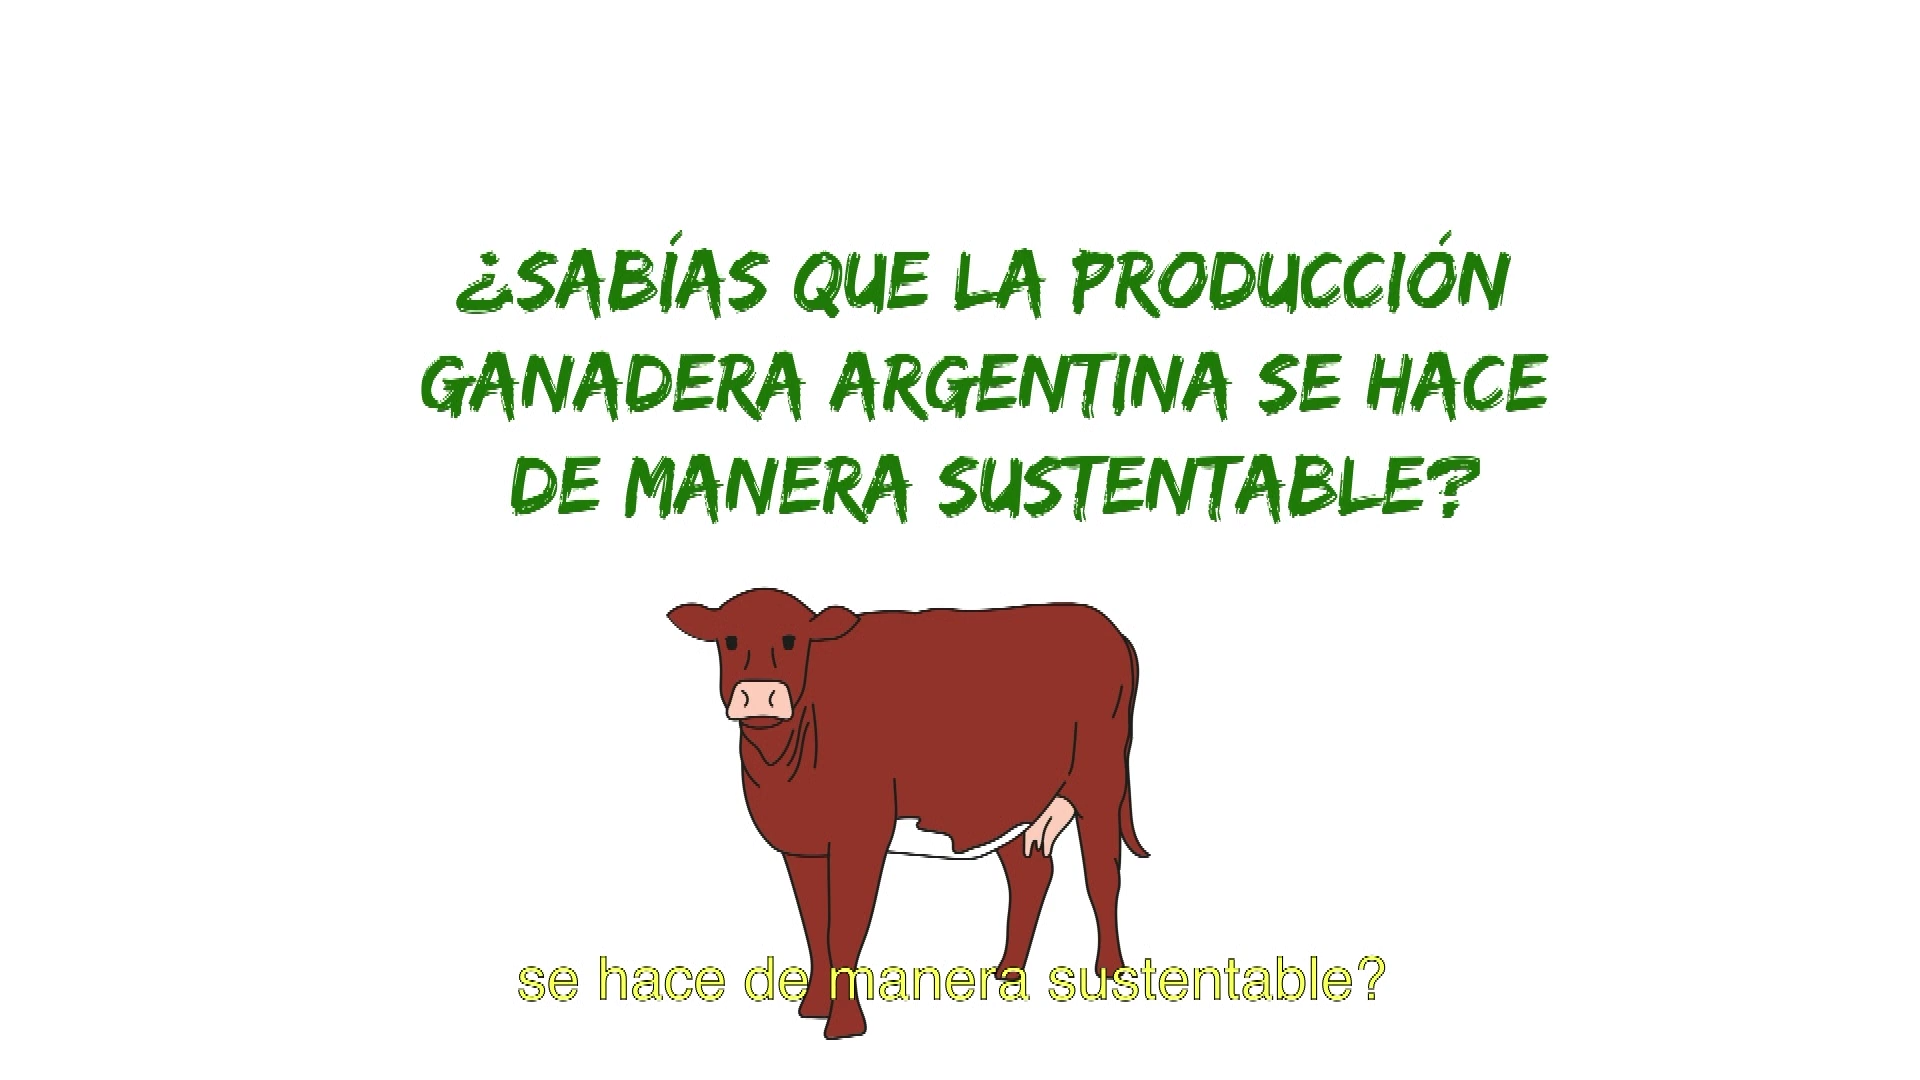 ¿SABÍAS QUE LA PRODUCCIÓN
GANADERA ARGENTINA SE HACE
DE MANERA SUSTENTABLE?
se hace de manera sustentable?